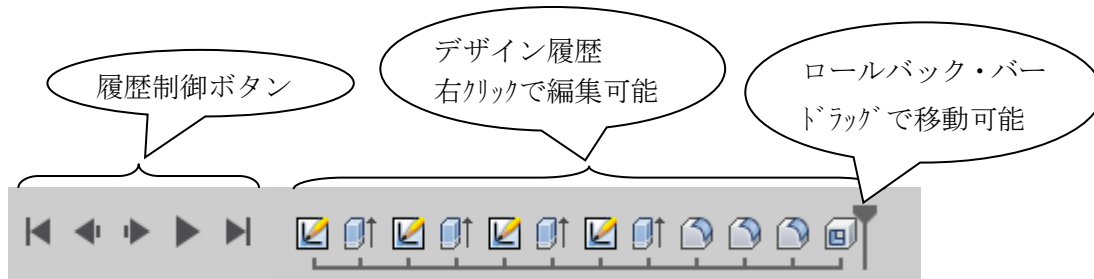 履歴制御ボタン
デザイン履歴
右ｸﾘｯｸで編集可能
ロールバック・バー
ﾄﾞﾗｯｸﾞで移動可能